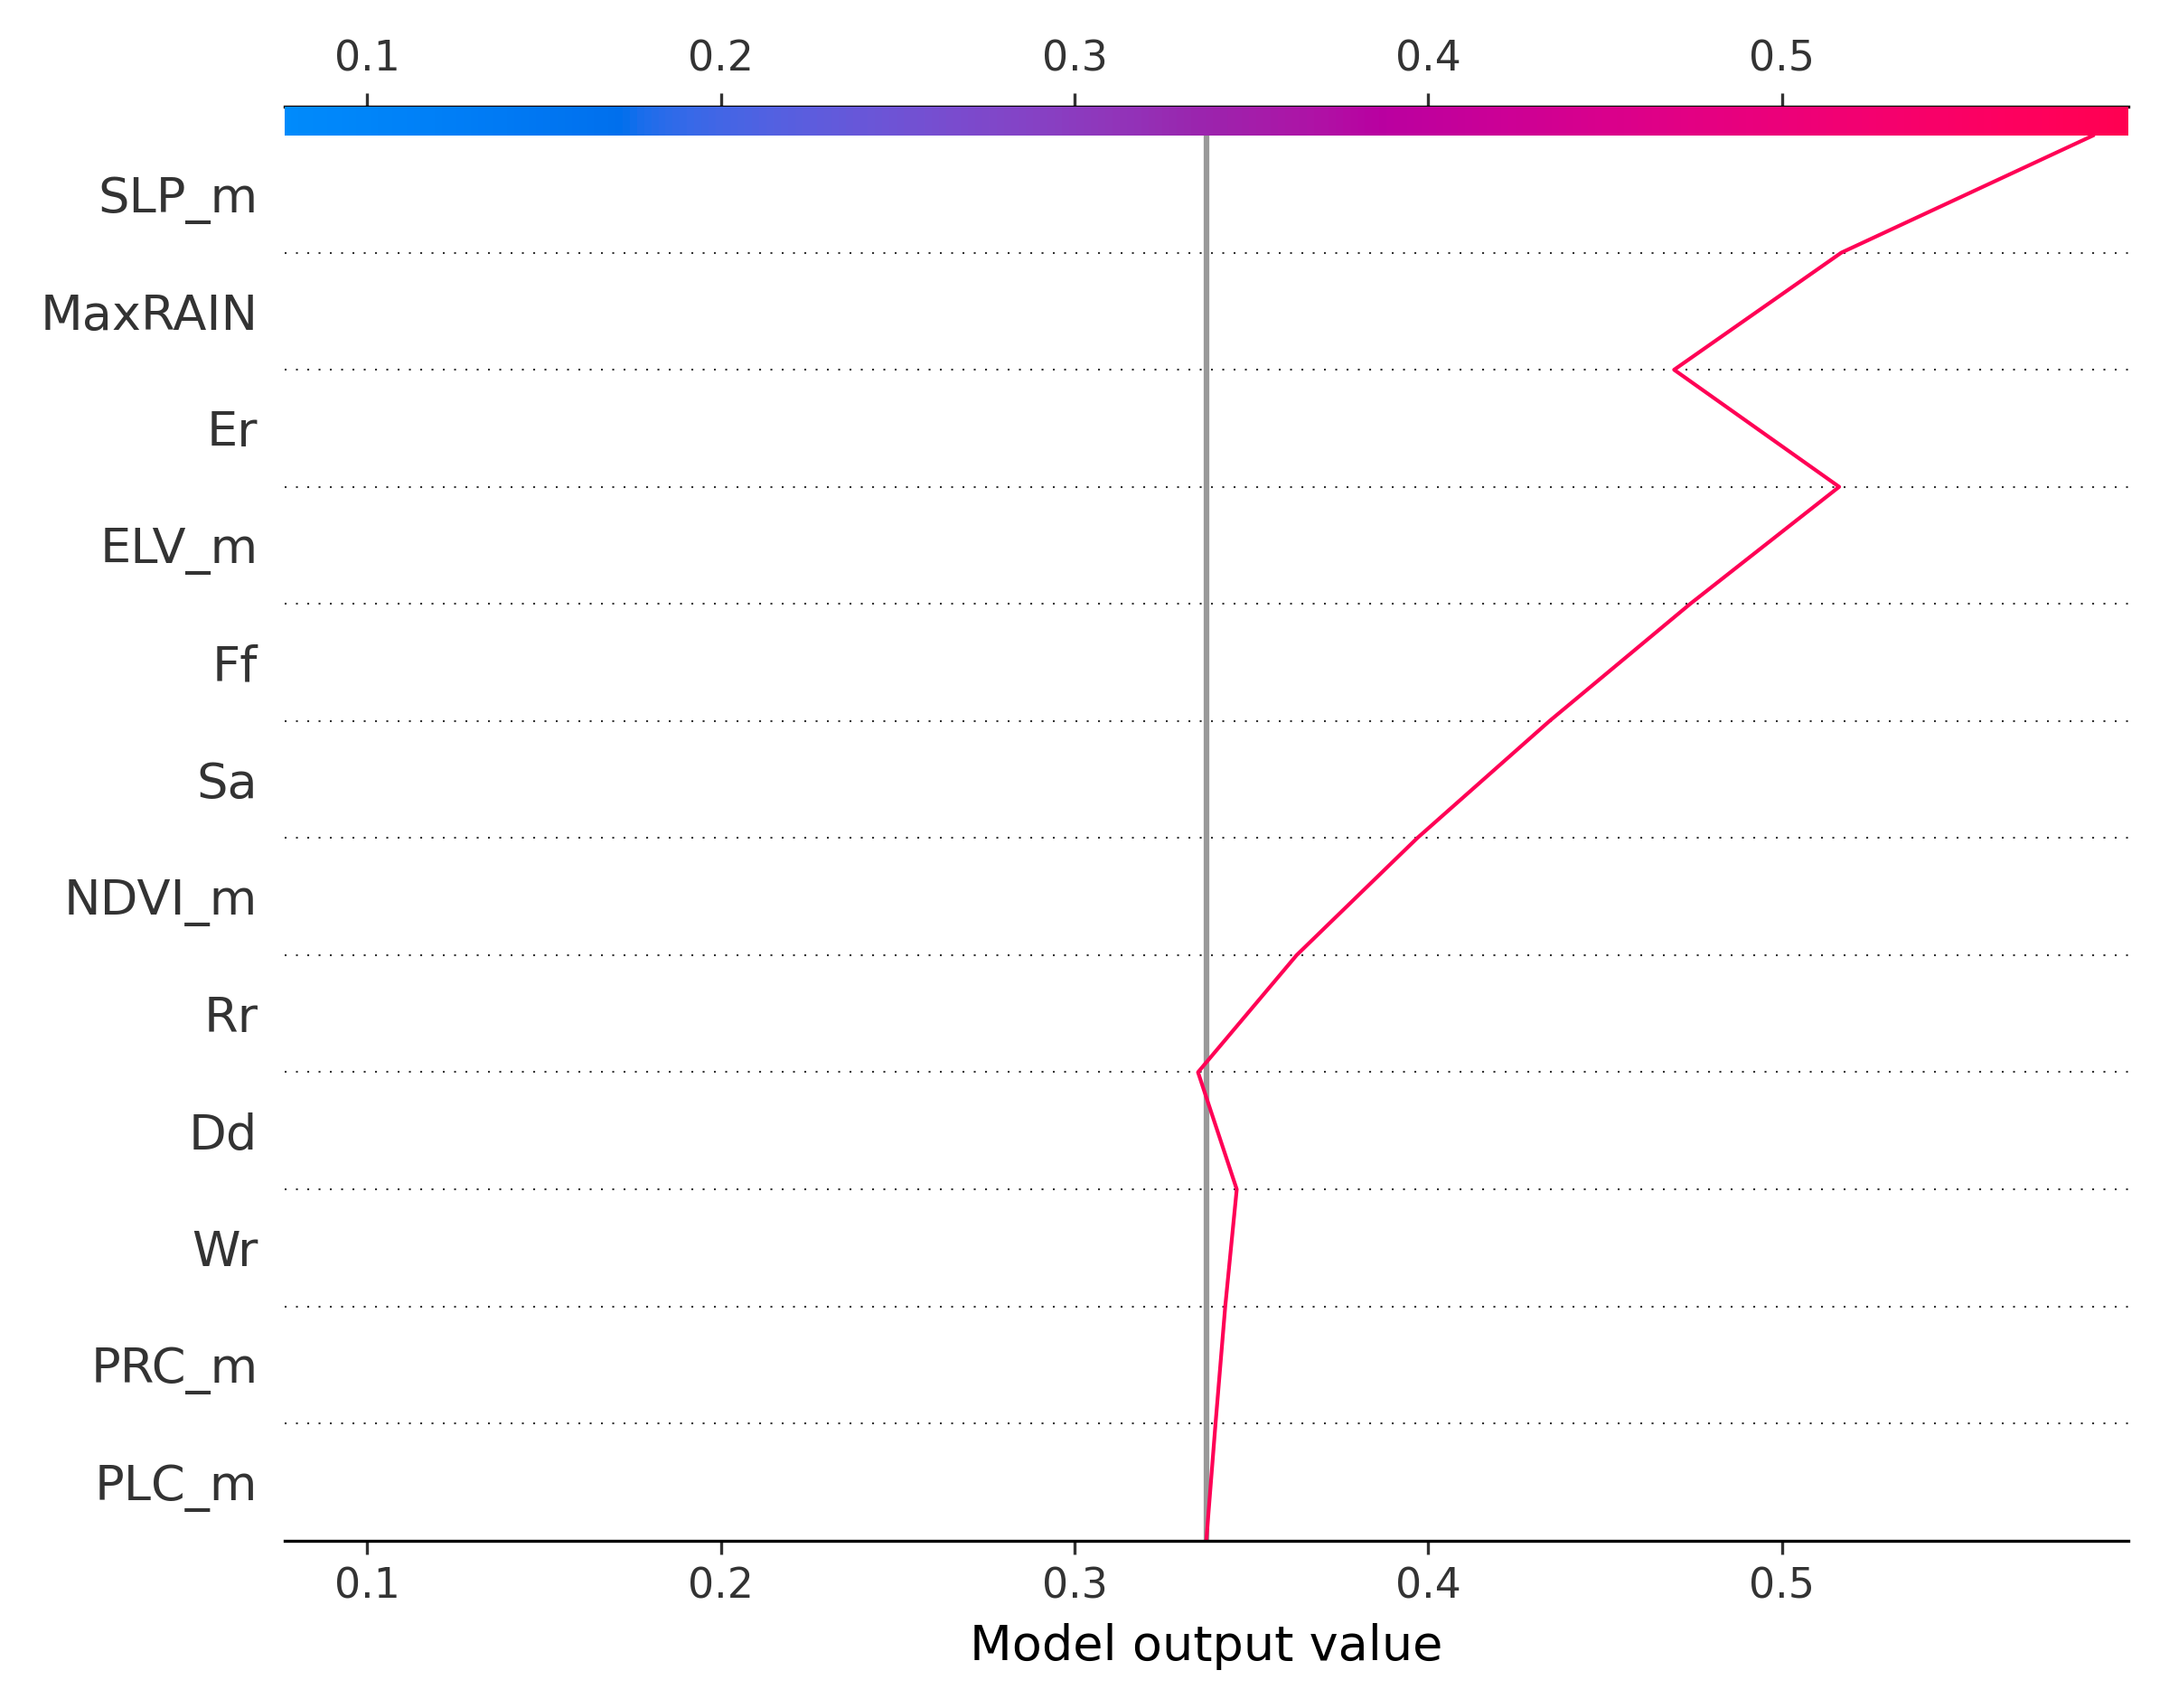 0.1 0.2 0.3 0.4 0.5
SLP_m
MaxRAIN
Er
ELV_m
Ff
Sa
NDVI_m
Rr
Dd
Wr
PRC_m
PLC_m
0.1 0.2 0.3 0.4 0.5
Model output value